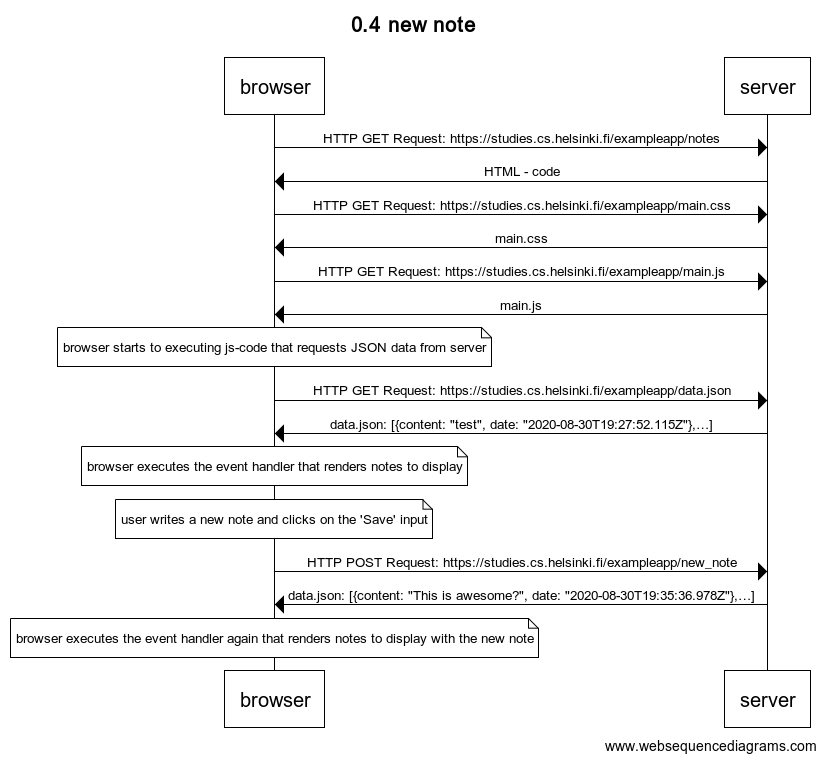 0.4 new note
browser
server
HTTP GET Request: https://studies.cs.helsinki.fi/exampleapp/notes
HTML - code
HTTP GET Request: https://studies.cs.helsinki.fi/exampleapp/main.css
main.css
HTTP GET Request: https://studies.cs.helsinki.fi/exampleapp/main.js
main.js
browser starts to executing js-code that requests JSON data from server
HTTP GET Request: https://studies.cs.helsinki.fi/exampleapp/data.json
data.json: [{content: "test", date: "2020-08-30T19:27:52.115Z"},…]
browser executes the event handler that renders notes to display
user writes a new note and clicks on the 'Save' input
HTTP POST Request: https://studies.cs.helsinki.fi/exampleapp/new_note
data.json: [{content: "This is awesome?", date: "2020-08-30T19:35:36.978Z"},…]
browser executes the event handler again that renders notes to display with the new note
browser
server
www.websequencediagrams.com